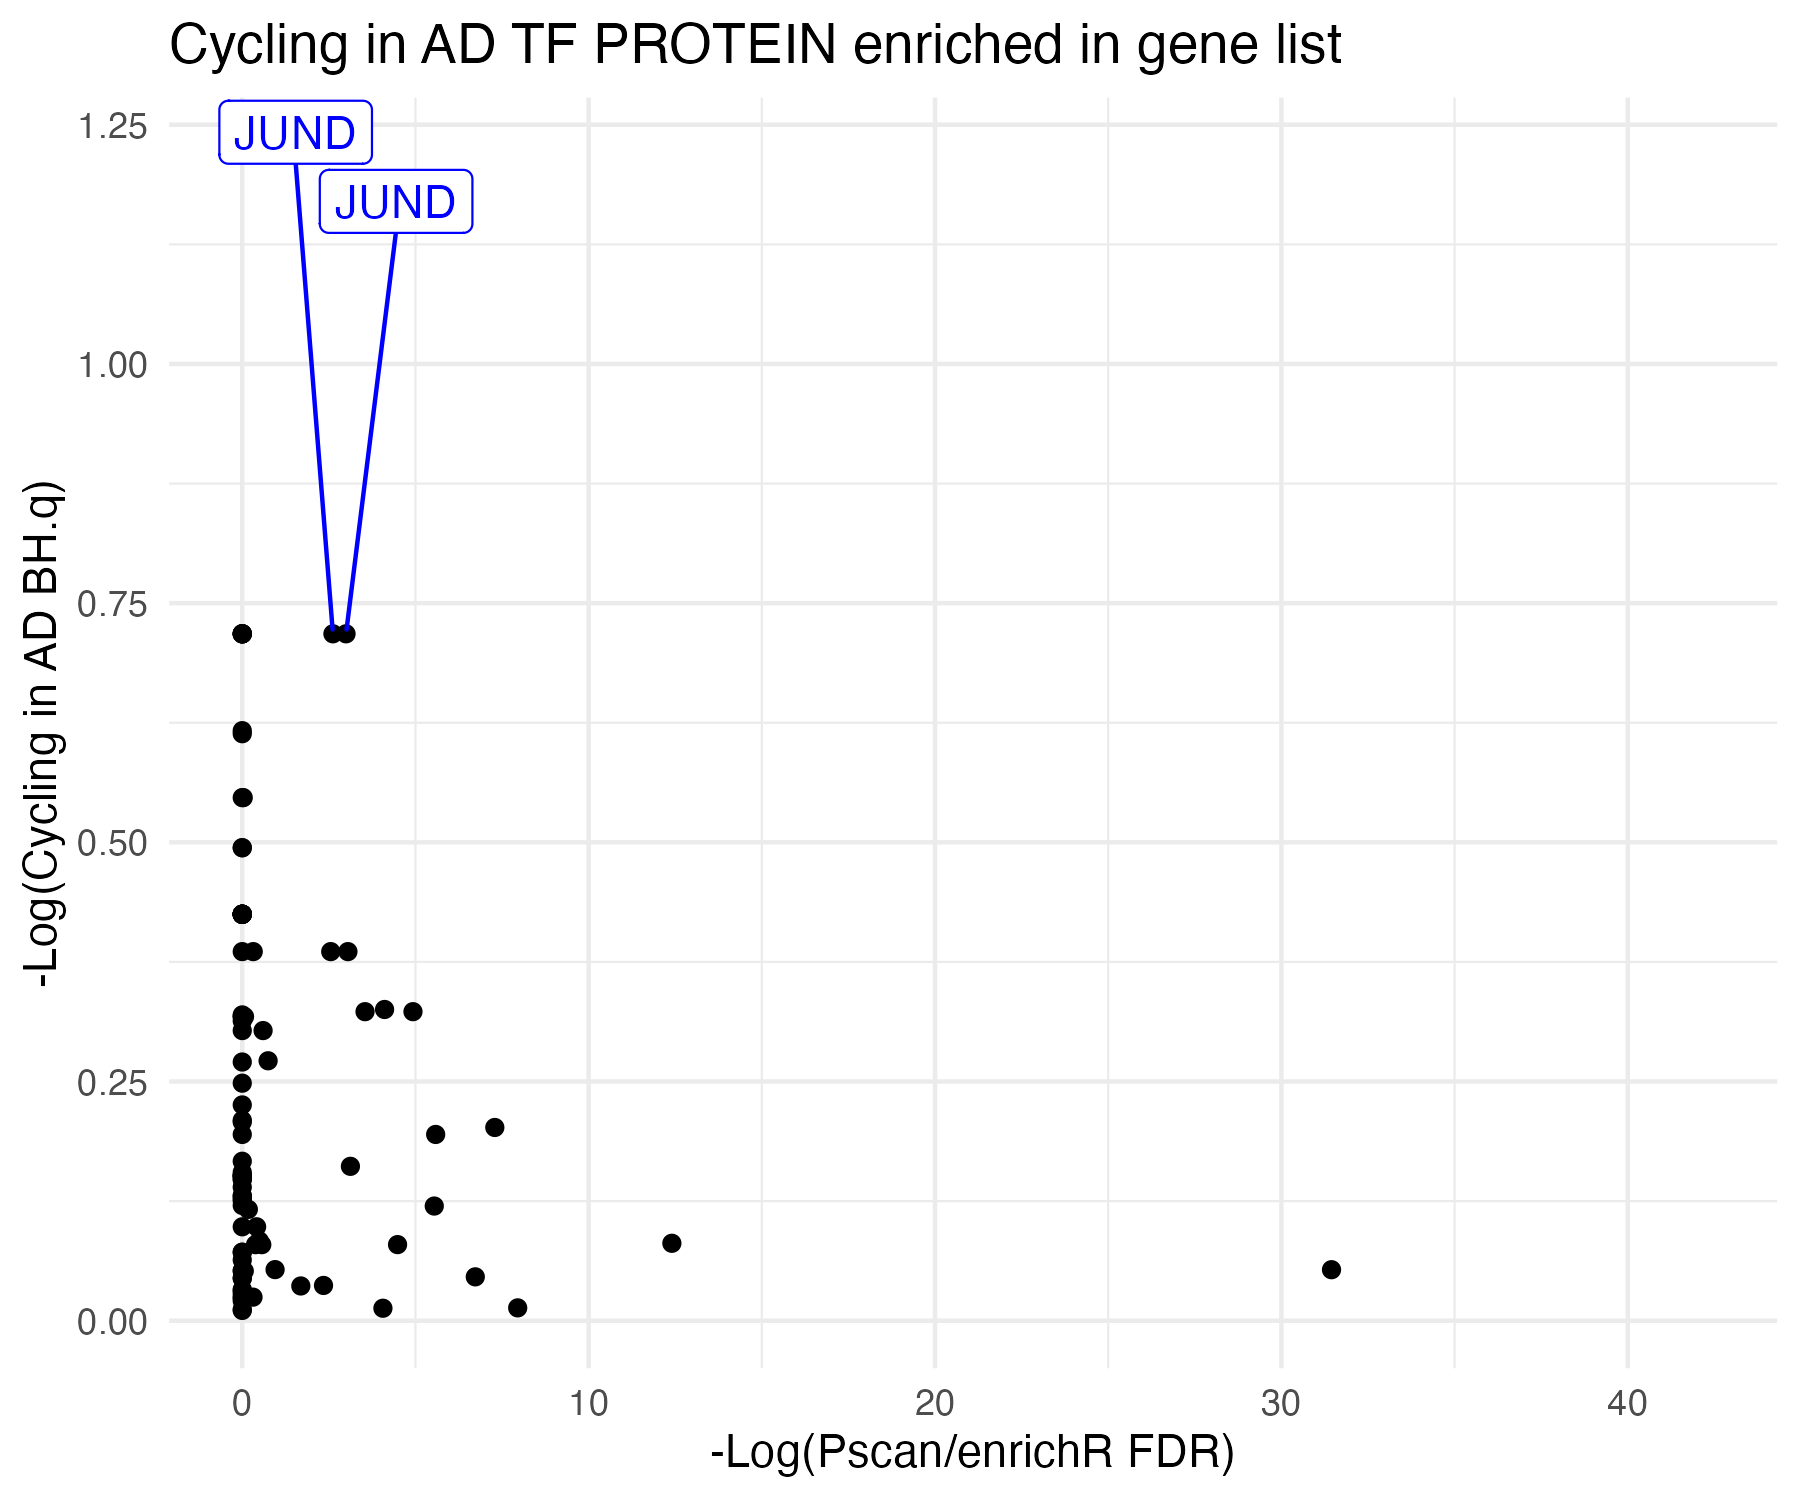 Cycling in AD TF PROTEIN enriched in gene list
JUND
JUND
1.25
1.00
0.75
0.50
0.25
0.00
-Log(Cycling in AD BH.q)
0 10 20 30 40
-Log(Pscan/enrichR FDR)